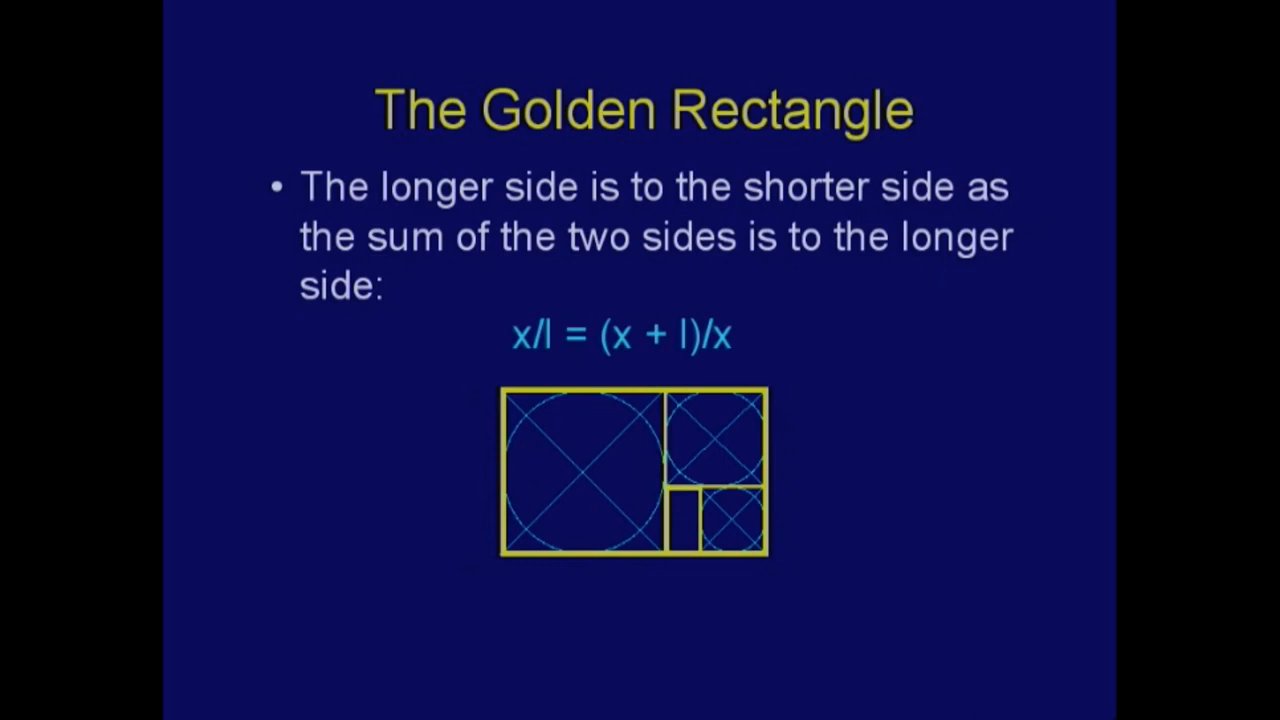 The Golden Rectangle
• The longer side is to the shorter side as
the sum of the two sides is to the longer
side:
x/l = (x + l)/x